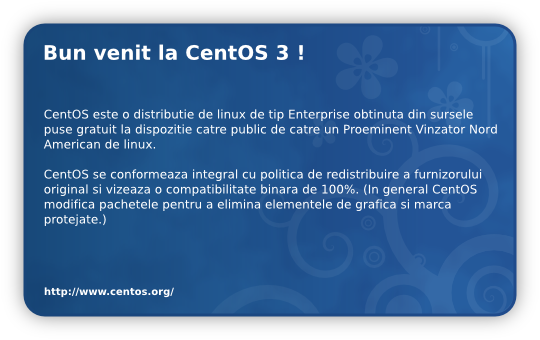 Bun venit la CentOS 3 !
CentOS este o distributie de linux de tip Enterprise obtinuta din sursele
puse gratuit la dispozitie catre public de catre un Proeminent Vinzator Nord
American de linux.
CentOS se conformeaza integral cu politica de redistribuire a furnizorului
original si vizeaza o compatibilitate binara de 100%. (In general CentOS
modifica pachetele pentru a elimina elementele de grafica si marca
protejate.)
http://www.centos.org/